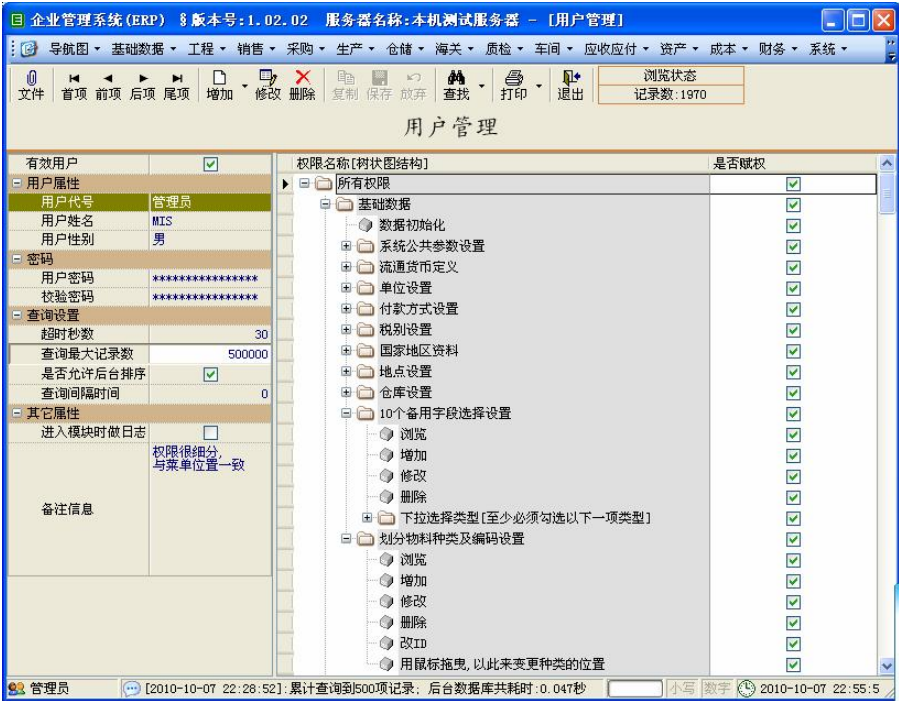 企业管理系统(ERP) §版本号:1.02.02 服务器名称:本机测试服务器 - [用户管理]
导航图 基础数据 工程 销售 采购 生产 仓储 海关 质检 车间 应收应付 资产 成本 财务 系统
文件 首项 前项 后项 尾项 增加 修改 删除 复制 保存 放弃 查找 打印 退出
浏览状态
记录数:1970
用户管理
有效用户
用户属性
用户代号 管理员
用户姓名 MIS
用户性别 男
密码
用户密码 ****************
校验密码 ****************
查询设置
超时秒数 30
查询最大记录数 500000
是否允许后台排序
查询间隔时间 0
其它属性
进入模块时做日志
备注信息
权限很细分,
与菜单位置一致
权限名称[树状图结构] 是否赋权
所有权限
基础数据
数据初始化
系统公共参数设置
流通货币定义
单位设置
付款方式设置
税别设置
国家地区资料
地点设置
仓库设置
10个备用字段选择设置
浏览
增加
修改
删除
下拉选择类型[至少必须勾选以下一项类型]
划分物料种类及编码设置
浏览
增加
修改
删除
改ID
用鼠标拖曳,以此来变更种类的位置
管理员 [2010-10-07 22:28:52]:累计查询到500项记录; 后台数据库共耗时:0.047秒 小写 数字 2010-10-07 22:55:5